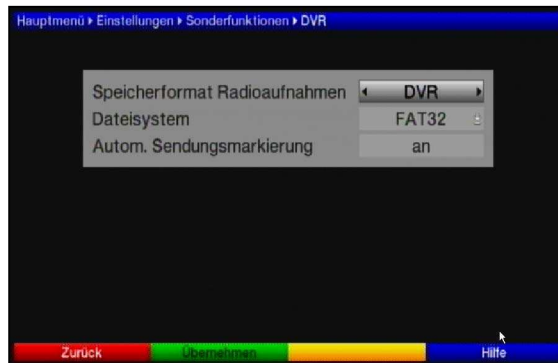 Hauptmenü ▸ Einstellungen ▸ Sonderfunktionen ▸ DVR
Speicherformat Radioaufnahmen DVR
Dateisystem FAT32
Autom. Sendungsmarkierung an
Zurück Übernehmen Hilfe